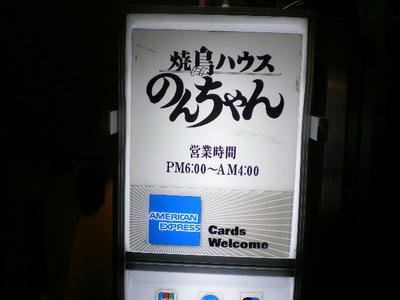 焼鳥ハウス
のんちゃん
営業時間
PM6:00～AM4:00
AMERICAN
EXPRESS
Cards
Welcome
JCB